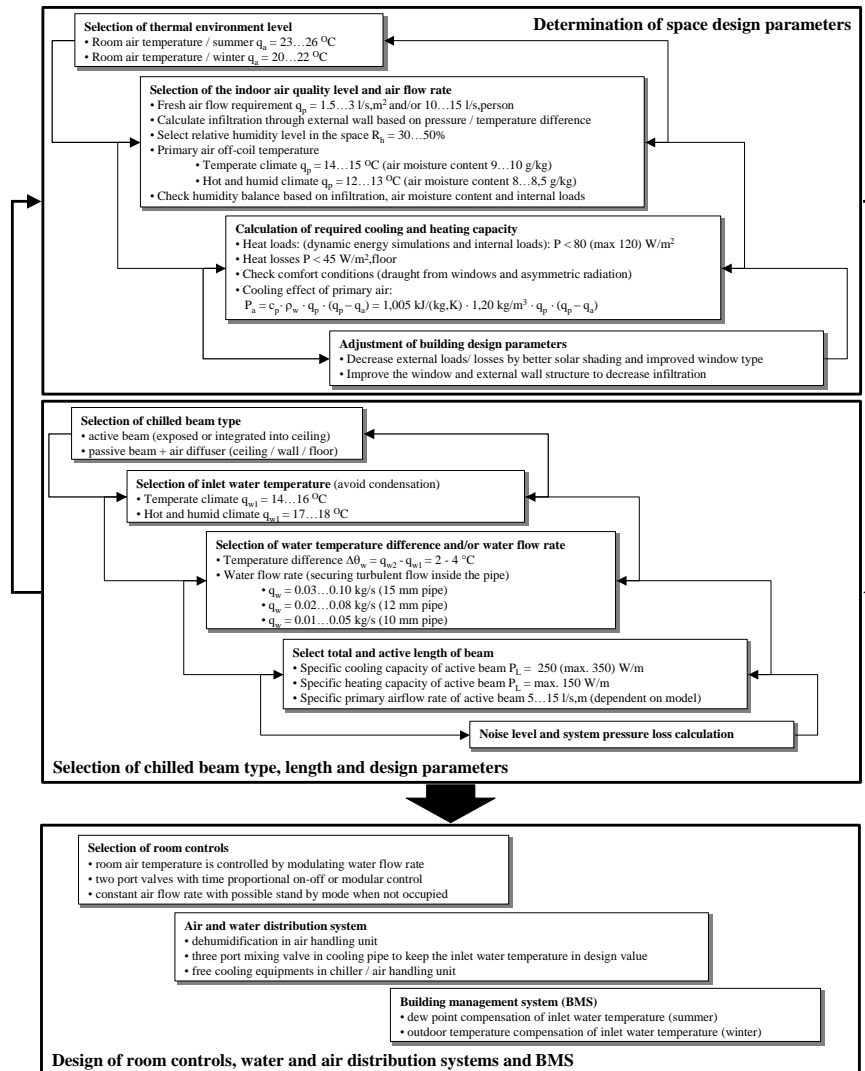 Determination of space design parameters
Selection of thermal environment level
• Room air temperature / summer qₐ = 23…26 ᴼC
• Room air temperature / winter qₐ = 20…22 ᴼC
Selection of the indoor air quality level and air flow rate
• Fresh air flow requirement qₚ = 1.5…3 l/s,m² and/or 10…15 l/s,person
• Calculate infiltration through external wall based on pressure / temperature difference
• Select relative humidity level in the space Rₕ = 30…50%
• Primary air off-coil temperature
• Temperate climate qₚ = 14…15 ᴼC (air moisture content 9…10 g/kg)
• Hot and humid climate qₚ = 12…13 ᴼC (air moisture content 8…8,5 g/kg)
• Check humidity balance based on infiltration, air moisture content and internal loads
Calculation of required cooling and heating capacity
• Heat loads: (dynamic energy simulations and internal loads): P < 80 (max 120) W/m²
• Heat losses P < 45 W/m²,floor
• Check comfort conditions (draught from windows and asymmetric radiation)
• Cooling effect of primary air:
Pₐ = cₚ· ρ_w · qₚ · (qₚ – qₐ) = 1,005 kJ/(kg,K) · 1,20 kg/m³ · qₚ · (qₚ – qₐ)
Adjustment of building design parameters
• Decrease external loads/ losses by better solar shading and improved window type
• Improve the window and external wall structure to decrease infiltration
Selection of chilled beam type
• active beam (exposed or integrated into ceiling)
• passive beam + air diffuser (ceiling / wall / floor)
Selection of inlet water temperature (avoid condensation)
• Temperate climate q_w1 = 14…16 ᴼC
• Hot and humid climate q_w1 = 17…18 ᴼC
Selection of water temperature difference and/or water flow rate
• Temperature difference Δθ_w = q_w2 - q_w1 = 2 - 4 °C
• Water flow rate (securing turbulent flow inside the pipe)
• q_w = 0.03…0.10 kg/s (15 mm pipe)
• q_w = 0.02…0.08 kg/s (12 mm pipe)
• q_w = 0.01…0.05 kg/s (10 mm pipe)
Select total and active length of beam
• Specific cooling capacity of active beam P_L = 250 (max. 350) W/m
• Specific heating capacity of active beam P_L = max. 150 W/m
• Specific primary airflow rate of active beam 5…15 l/s,m (dependent on model)
Noise level and system pressure loss calculation
Selection of chilled beam type, length and design parameters
Selection of room controls
• room air temperature is controlled by modulating water flow rate
• two port valves with time proportional on-off or modular control
• constant air flow rate with possible stand by mode when not occupied
Air and water distribution system
• dehumidification in air handling unit
• three port mixing valve in cooling pipe to keep the inlet water temperature in design value
• free cooling equipments in chiller / air handling unit
Building management system (BMS)
• dew point compensation of inlet water temperature (summer)
• outdoor temperature compensation of inlet water temperature (winter)
Design of room controls, water and air distribution systems and BMS